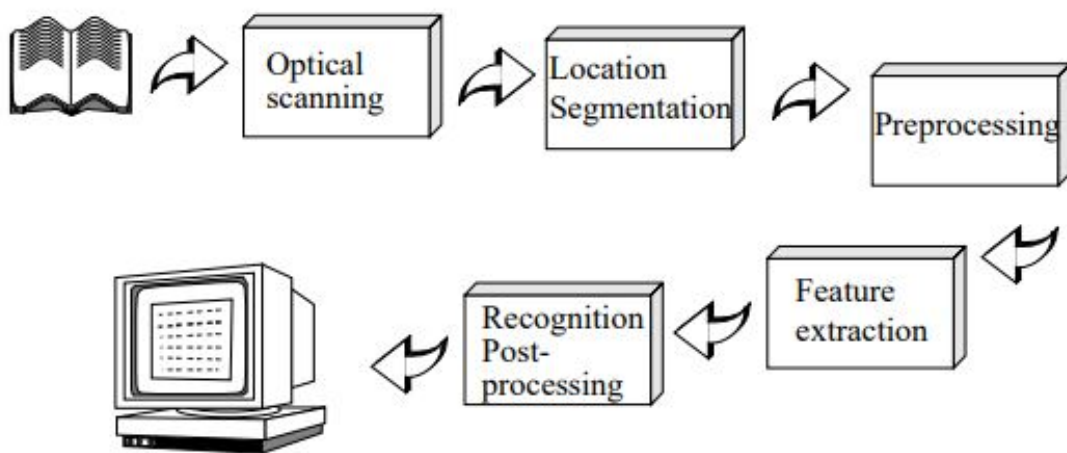 Optical
scanning
Location
Segmentation
Preprocessing
Feature
extraction
Recognition
Post-
processing